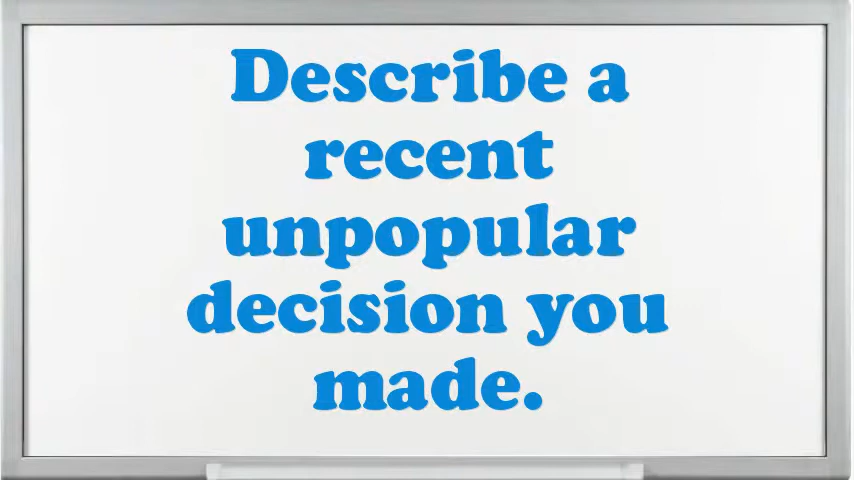 Describe a
recent
unpopular
decision you
made.